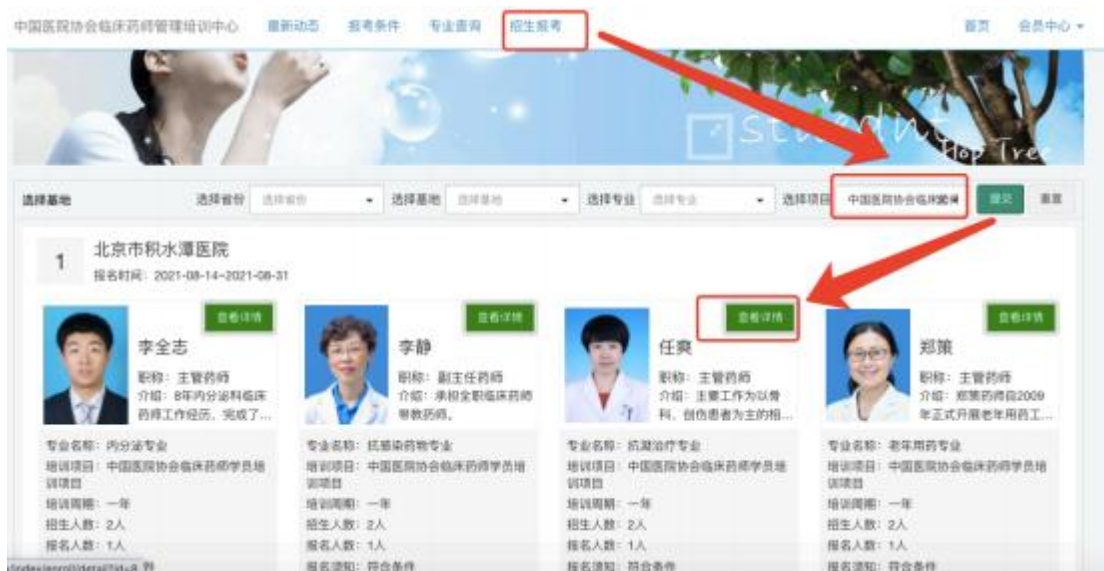 中国医院协会临床药师管理培训中心 最新动态 报考条件 专业查询 招生报考 首页 会员中心
stuednt
Hop Tree
选择基地 选择省份 选择省份 选择基地 选择基地 选择专业 选择专业 选择项目 中国医院协会临床 提交 重置
1 北京市积水潭医院
报名时间：2021-08-14~2021-08-31
查看详情 查看详情 查看详情 查看详情
李全志 李静 任爽 郑策
职称：主管药师 职称：副主任药师 职称：主管药师 职称：主管药师
介绍：8年内分泌科临床 介绍：承担全职临床药师 介绍：主要工作为以骨 介绍：郑策药师自2009
药师工作经历，完成了... 带教药师。 科、创伤患者为主的相... 年正式开展老年用药工...
专业名称：内分泌专业 专业名称：抗感染药物专业 专业名称：抗凝治疗专业 专业名称：老年用药专业
培训项目：中国医院协会临床药师学员培 培训项目：中国医院协会临床药师学员培 培训项目：中国医院协会临床药师学员培 培训项目：中国医院协会临床药师学员培
训项目 训项目 训项目 训项目
培训周期：一年 培训周期：一年 培训周期：一年 培训周期：一年
招生人数：2人 招生人数：2人 招生人数：2人 招生人数：2人
报名人数：1人 报名人数：1人 报名人数：1人 报名人数：1人
报名须知：符合条件 报名须知：符合条件 报名须知：符合条件